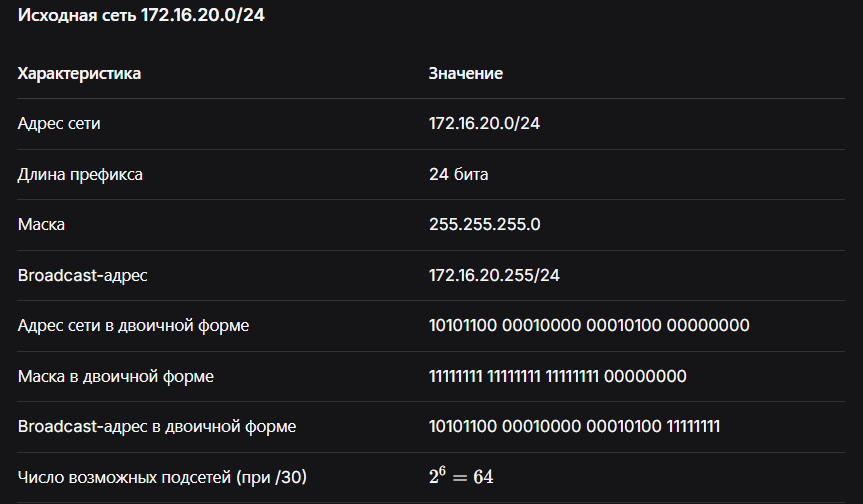 Исходная сеть 172.16.20.0/24
Характеристика Значение
Адрес сети 172.16.20.0/24
Длина префикса 24 бита
Маска 255.255.255.0
Broadcast-адрес 172.16.20.255/24
Адрес сети в двоичной форме 10101100 00010000 00010100 00000000
Маска в двоичной форме 11111111 11111111 11111111 00000000
Broadcast-адрес в двоичной форме 10101100 00010000 00010100 11111111
Число возможных подсетей (при /30) 2⁶ = 64